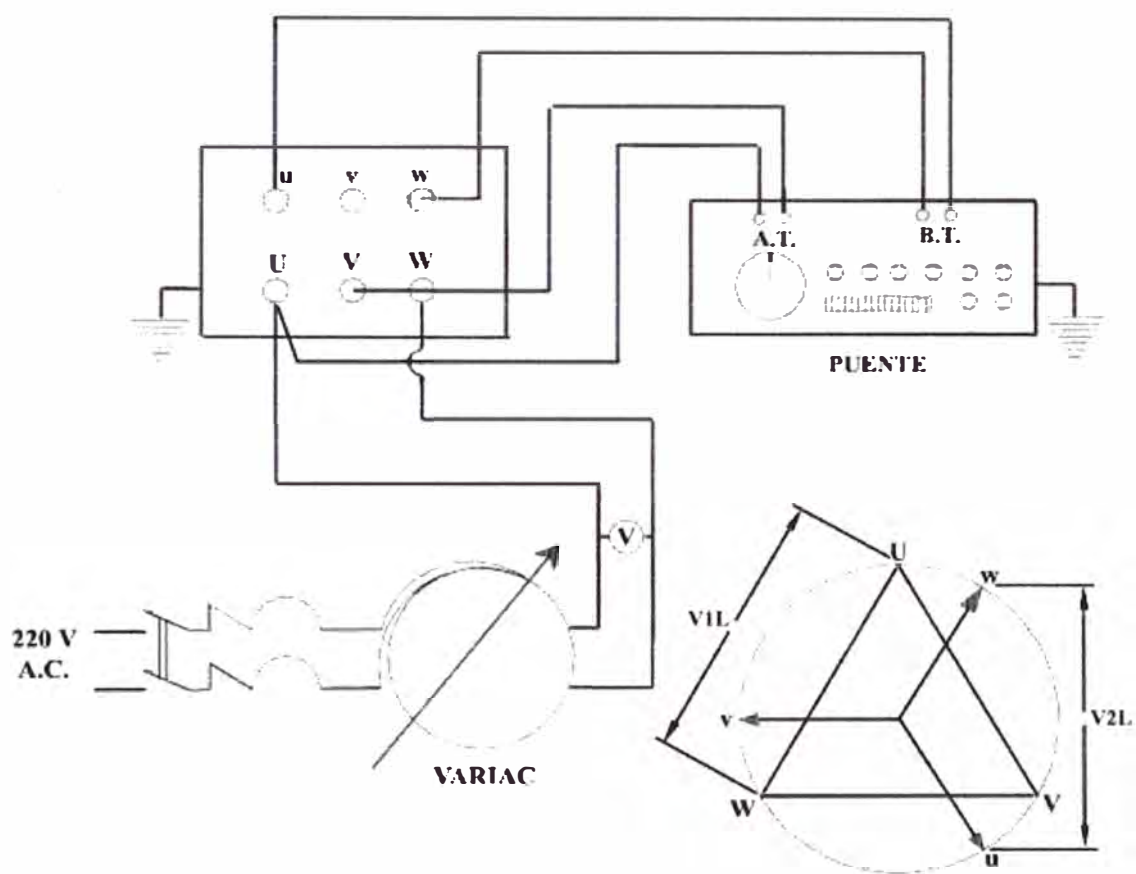 u v w
U V W
A.T. B.T.
PUENTE
V
220 V
A.C.
VARIAC
U
w
V1L
v
V2L
W
V
u